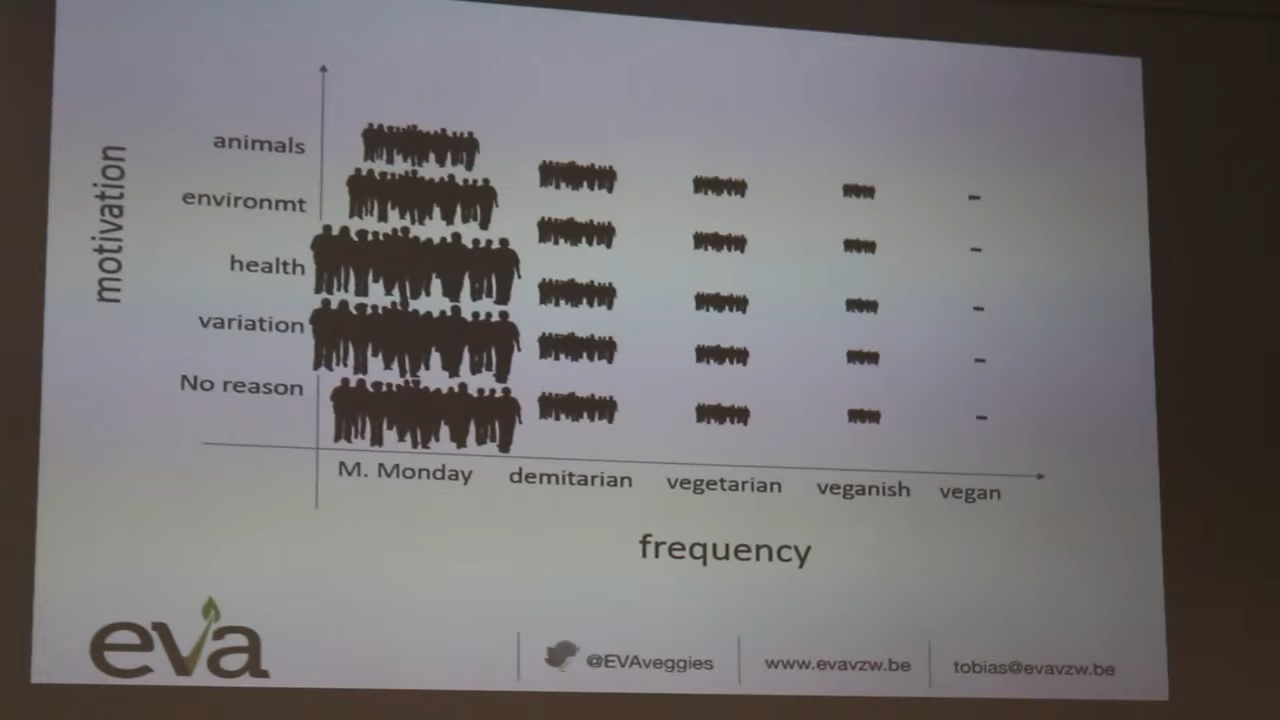 motivation
animals
environmt
health
variation
No reason
M. Monday demitarian vegetarian veganish vegan
frequency
eva
@EVAveggies www.evavzw.be tobias@evavzw.be